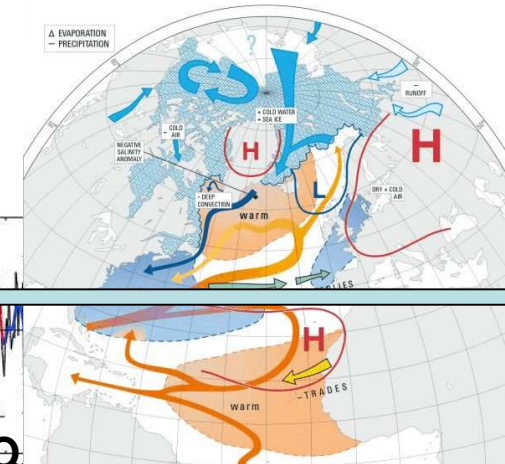 Δ EVAPORATION
– PRECIPITATION
?
– RUNOFF
+ COLD WATER
+ SEA ICE
– COLD
AIR
NEGATIVE
SALINITY
ANOMALY
H
H
– DEEP
CONVECTION
L
DRY + COLD
AIR
warm
H
– TRADES
warm